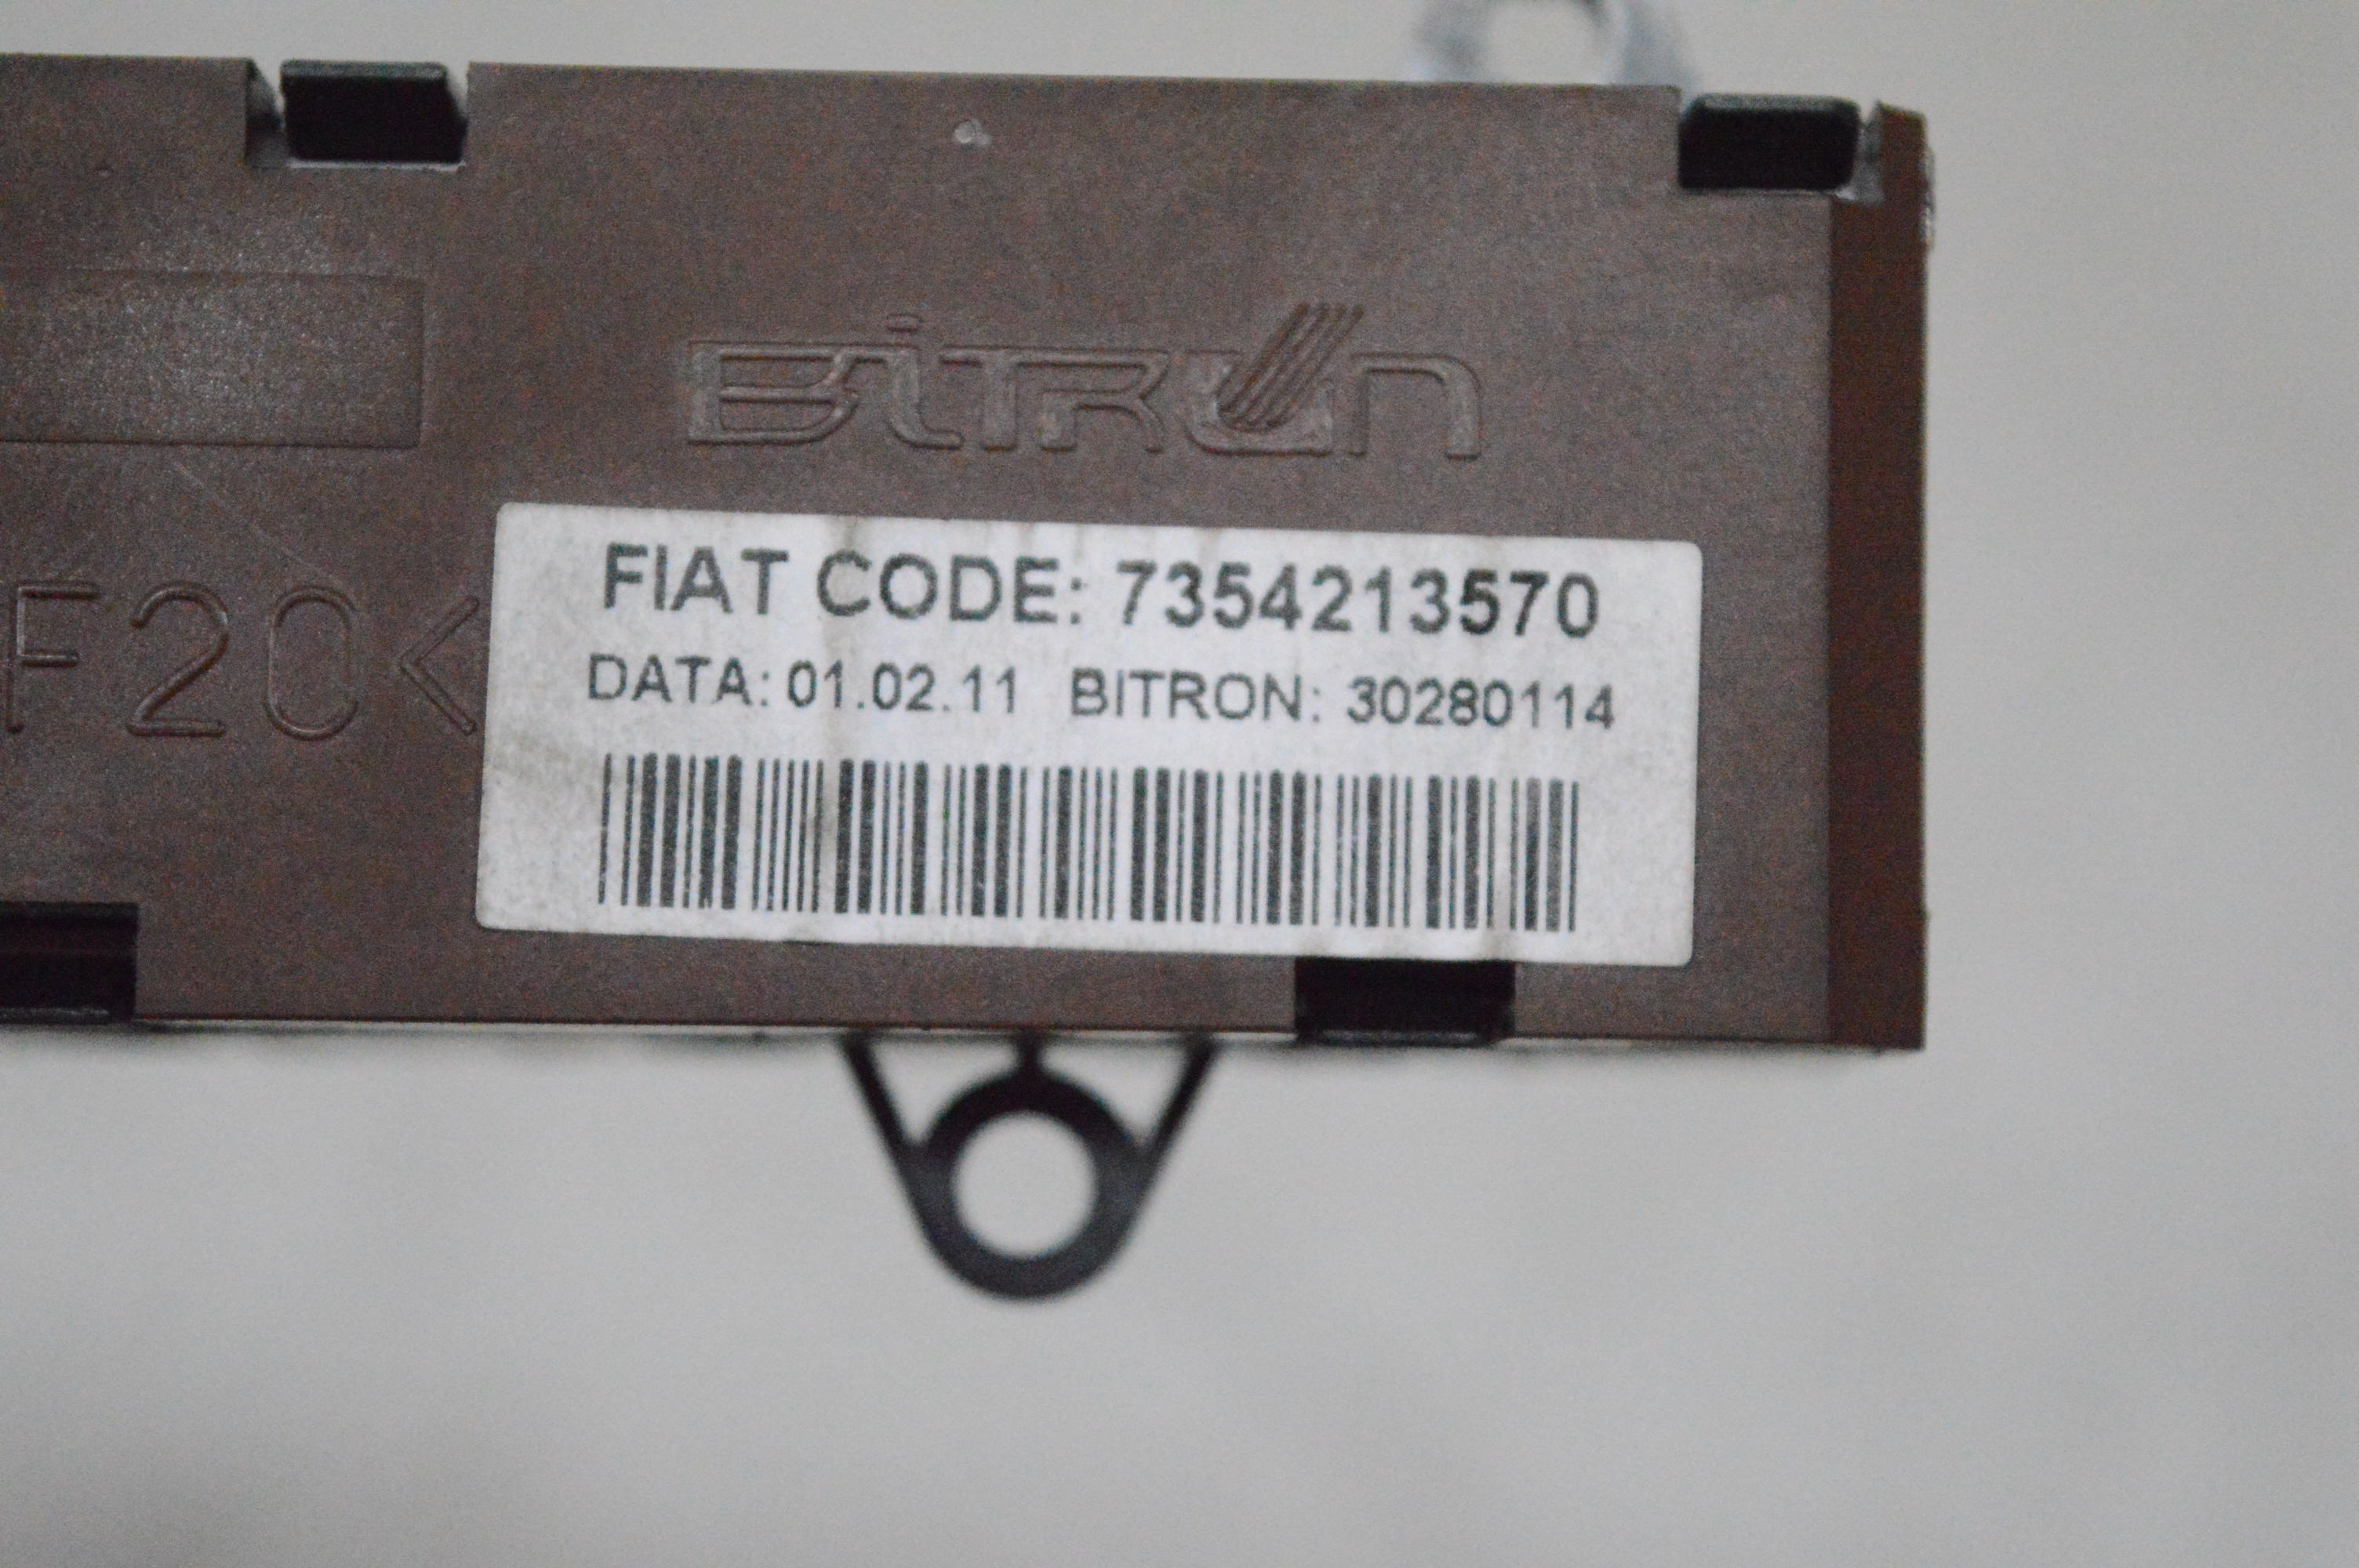 BiTRON
FIAT CODE: 7354213570
F20<
DATA: 01.02.11 BITRON: 30280114